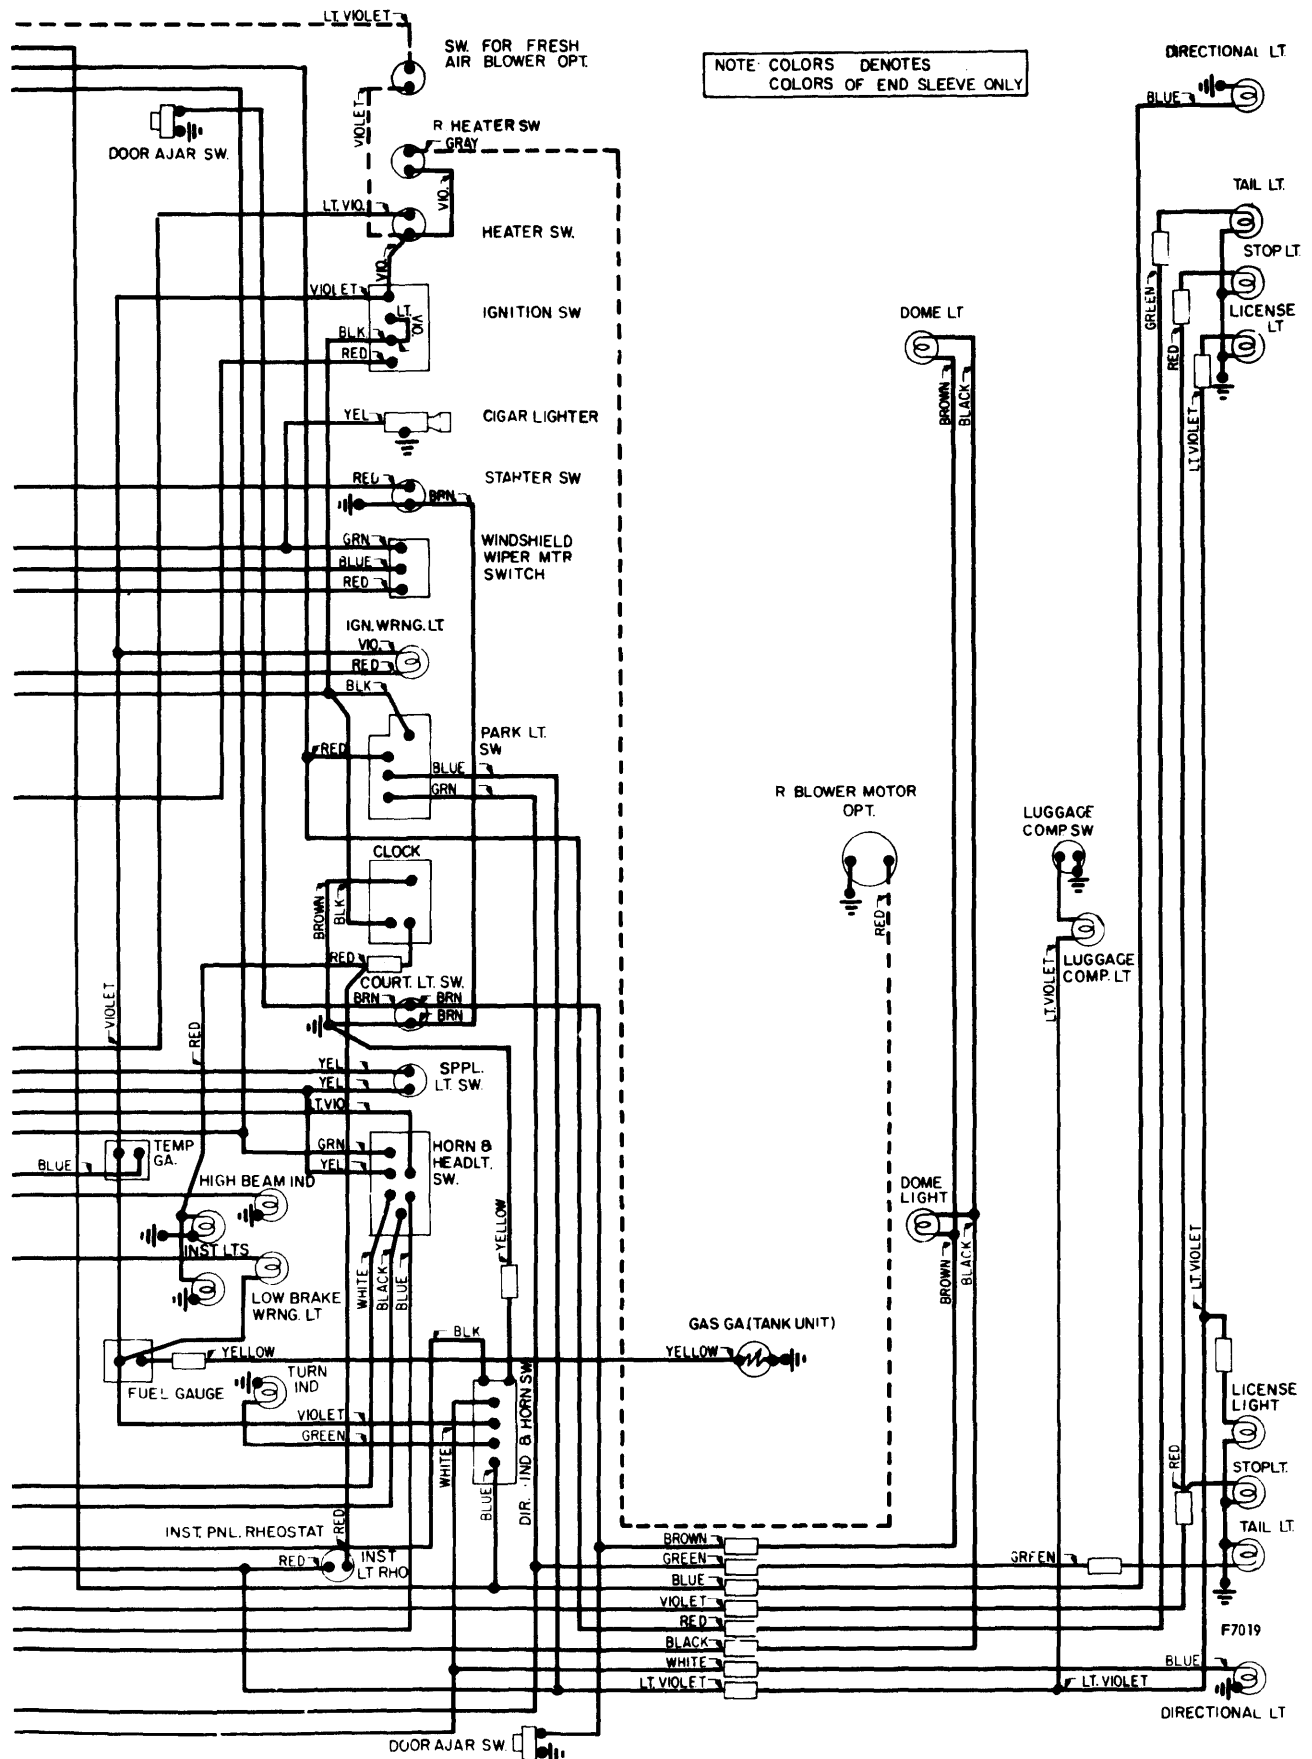 LT. VIOLET
SW. FOR FRESH
AIR BLOWER OPT.
NOTE: COLORS DENOTES
COLORS OF END SLEEVE ONLY
DIRECTIONAL LT.
BLUE
VIOLET
DOOR AJAR SW.
R HEATER SW
GRAY
VIO.
LT. VIO.
HEATER SW.
VIO.
TAIL LT.
STOP LT.
LICENSE
LT
GREEN
RED
LT VIOLET
VIOLET
LT.
VIO.
BLK
RED
IGNITION SW
DOME LT
BROWN
BLACK
YEL
CIGAR LIGHTER
RED
STARTER SW
BRN
GRN
BLUE
RED
WINDSHIELD
WIPER MTR
SWITCH
IGN. WRNG. LT.
VIO.
RED
BLK
PARK LT.
SW
RED
BLUE
GRN
R BLOWER MOTOR
OPT.
RED
LUGGAGE
COMP SW
CLOCK
BROWN
BLK
RED
LUGGAGE
COMP. LT
LT. VIOLET
COURT. LT. SW.
BRN
BRN
BRN
VIOLET
RED
YEL
YEL
SPPL.
LT. SW.
LT. VIO
TEMP
GA.
BLUE
GRN
YEL
HORN &
HEADLT.
SW.
HIGH BEAM IND
INST LTS
WHITE
BLACK
BLUE
YELLOW
DOME
LIGHT
BROWN
BLACK
LT. VIOLET
LOW BRAKE
WRNG. LT
BLK
GAS GA. (TANK UNIT)
YELLOW
YELLOW
FUEL GAUGE
TURN
IND
VIOLET
GREEN
WHITE
BLUE
DIR. IND & HORN SW.
LICENSE
LIGHT
RED
STOP LT.
TAIL LT.
INST. PNL. RHEOSTAT
RED
RED
INST
LT RHO
BROWN
GREEN
GREEN
BLUE
VIOLET
RED
BLACK
WHITE
LT. VIOLET
F7019
BLUE
LT. VIOLET
DIRECTIONAL LT
DOOR AJAR SW.